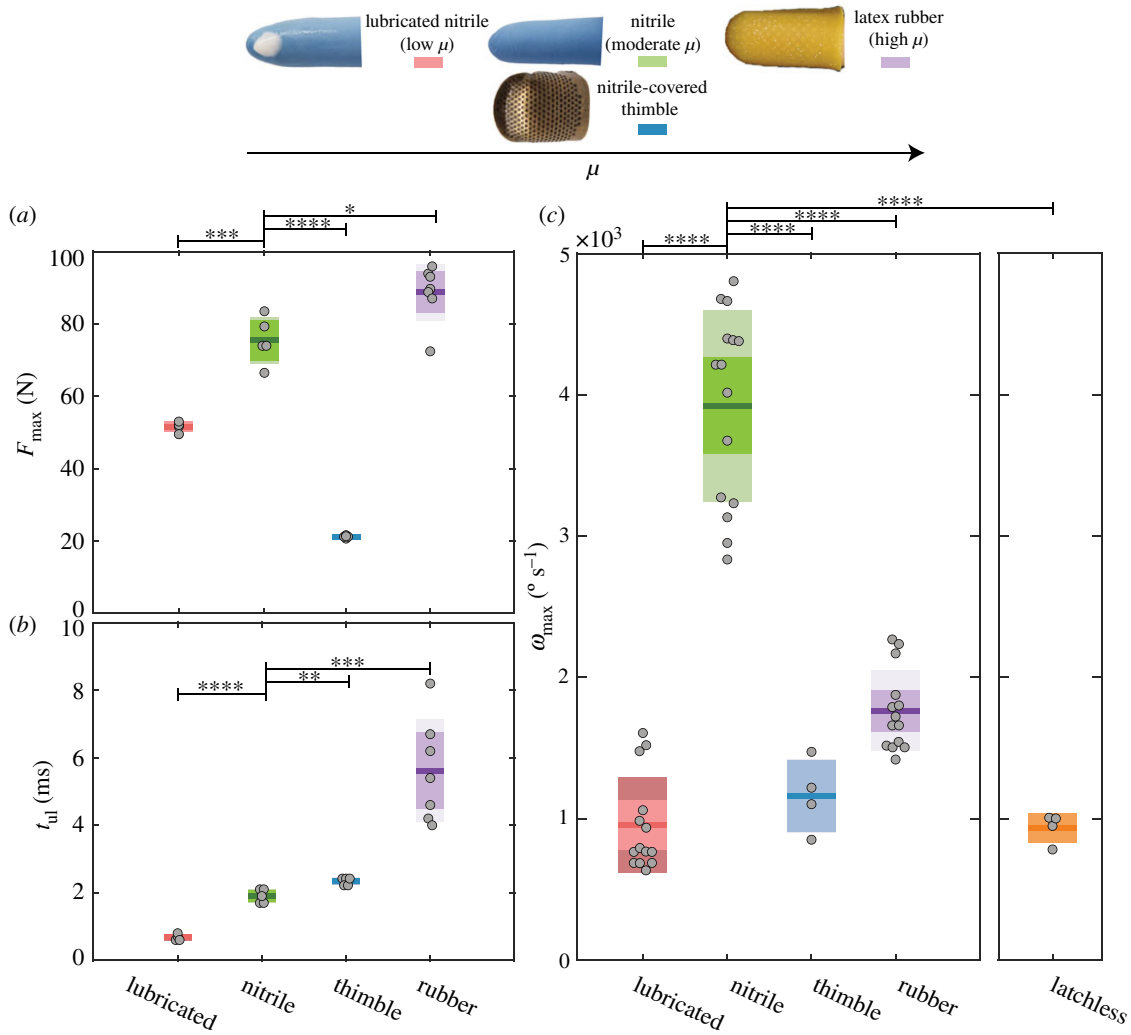 lubricated nitrile
(low μ)
nitrile
(moderate μ)
latex rubber
(high μ)
nitrile-covered
thimble
μ
(a)
*
****
***
100
80
60
40
20
0
F_max (N)
(b)
***
**
****
10
8
6
4
2
0
t_ul (ms)
lubricated
nitrile
thimble
rubber
(c)
****
****
****
****
×10³
5
4
3
2
1
0
ω_max (° s⁻¹)
lubricated
nitrile
thimble
rubber
latchless